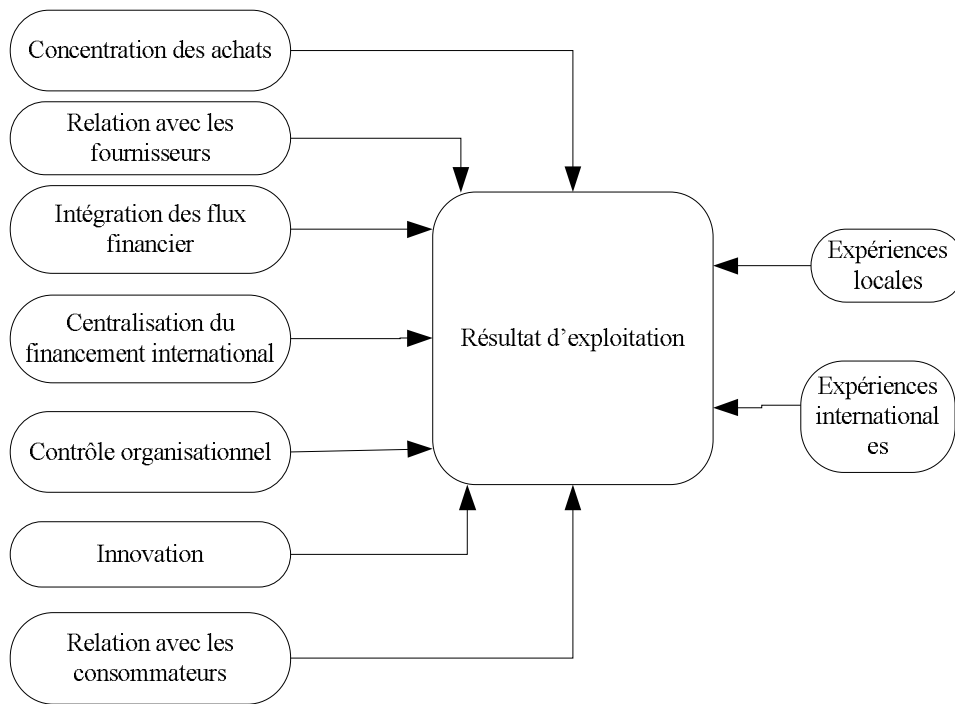 Concentration des achats
Relation avec les
fournisseurs
Intégration des flux
financier
Centralisation du
financement international
Contrôle organisationnel
Innovation
Relation avec les
consommateurs
Résultat d’exploitation
Expériences
locales
Expériences
international
es